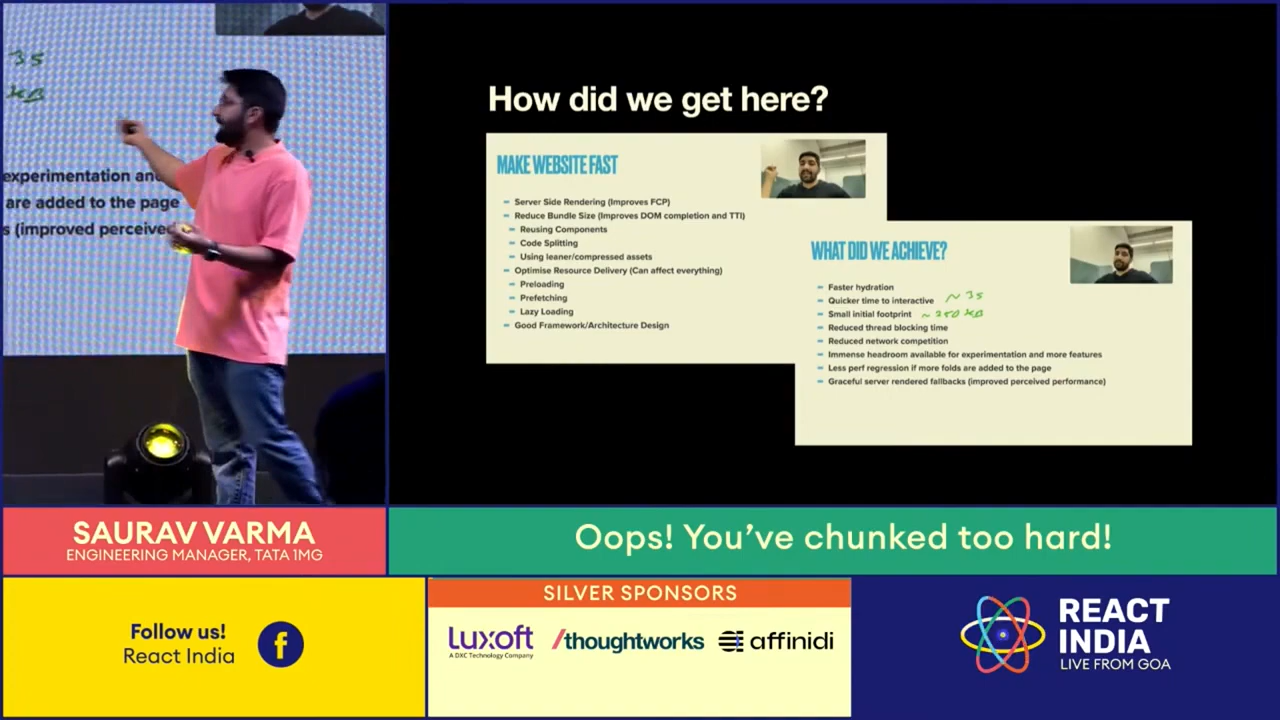 35
KB
experimentation and
are added to the page
s (improved perceived
How did we get here?
MAKE WEBSITE FAST
Server Side Rendering (Improves FCP)
Reduce Bundle Size (Improves DOM completion and TTI)
Reusing Components
Code Splitting
Using leaner/compressed assets
Optimise Resource Delivery (Can affect everything)
Preloading
Prefetching
Lazy Loading
Good Framework/Architecture Design
WHAT DID WE ACHIEVE?
Faster hydration
Quicker time to interactive ~ 3s
Small initial footprint ~ 250 KB
Reduced thread blocking time
Reduced network competition
Immense headroom available for experimentation and more features
Less perf regression if more folds are added to the page
Graceful server rendered fallbacks (improved perceived performance)
SAURAV VARMA
ENGINEERING MANAGER, TATA 1MG
Oops! You've chunked too hard!
Follow us!
React India
SILVER SPONSORS
Luxoft
A DXC Technology Company
/thoughtworks
affinidi
REACT
INDIA
LIVE FROM GOA